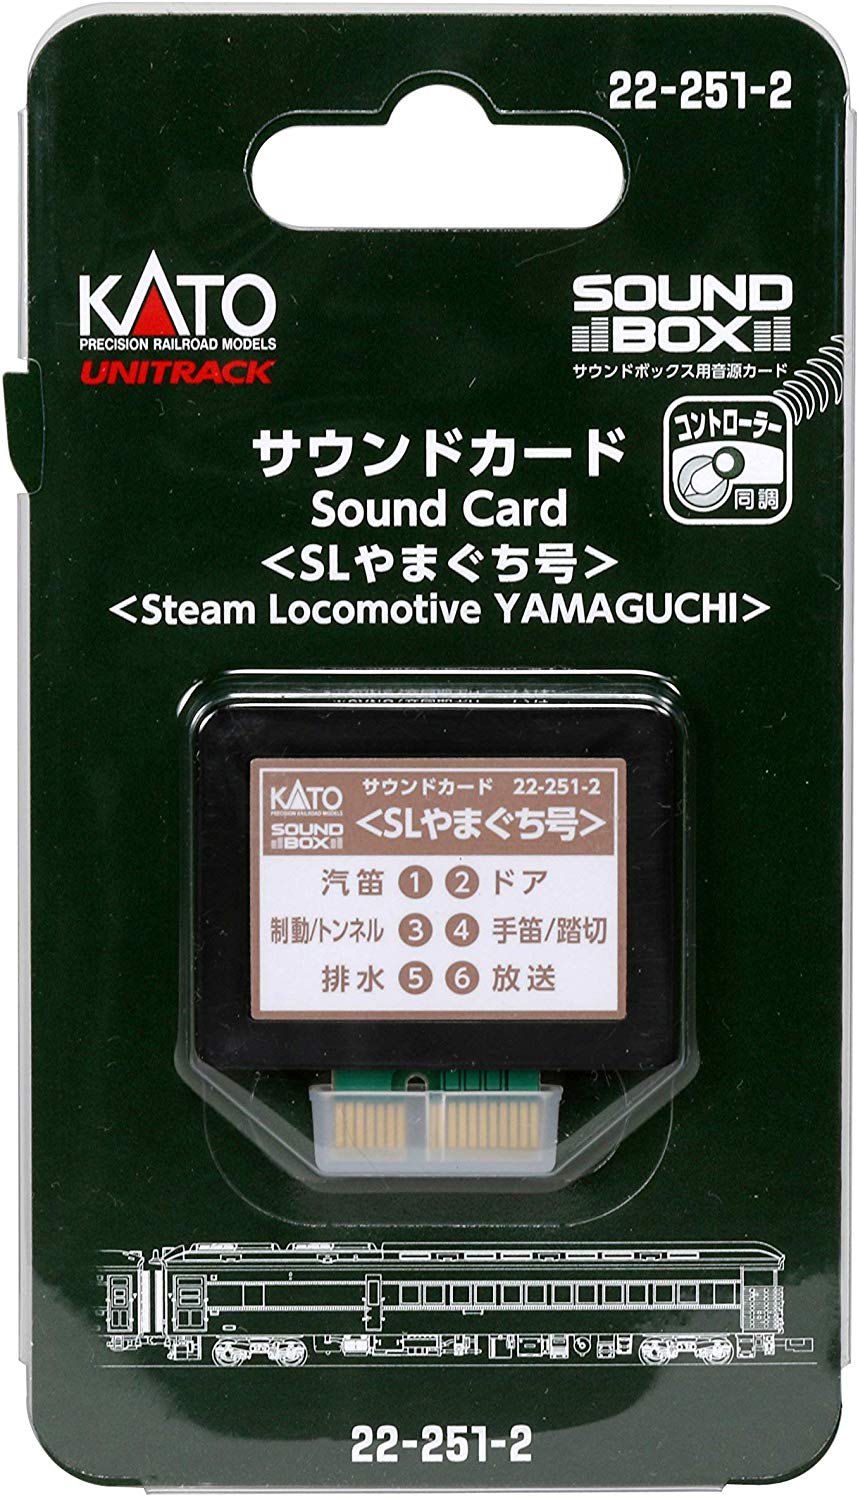 22-251-2
KATO
PRECISION RAILROAD MODELS
UNITRACK
SOUND
BOX
サウンドボックス用音源カード
コントローラー
同調
サウンドカード
Sound Card
<SLやまぐち号>
<Steam Locomotive YAMAGUCHI>
KATO
PRECISION RAILROAD MODELS
SOUND
BOX
サウンドカード 22-251-2
<SLやまぐち号>
汽笛 1 2 ドア
制動/トンネル 3 4 手笛/踏切
排水 5 6 放送
22-251-2